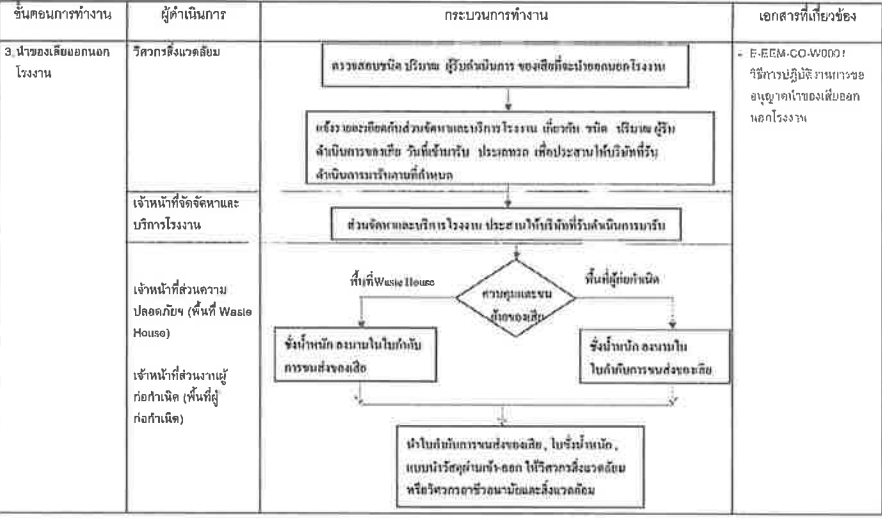 ขั้นตอนการทำงาน
ผู้ดำเนินการ
กระบวนการทำงาน
เอกสารที่เกี่ยวข้อง
3. นำของเสียออกนอก
โรงงาน
วิศวกรสิ่งแวดล้อม
ตรวจสอบชนิด ปริมาณ ผู้รับดำเนินการ ของเสียที่จะนำออกนอกโรงงาน
- E-EEM-CO-W0001
วิธีการปฏิบัติงานการขอ
อนุญาตนำของเสียออก
นอกโรงงาน
แจ้งรายละเอียดกับส่วนจัดหาและบริการโรงงาน เกี่ยวกับ ชนิด ปริมาณ ผู้รับ
ดำเนินการของเสีย วันที่เข้ามารับ ประเภทรถ เพื่อประสานให้บริษัทที่รับ
ดำเนินการมารับตามที่กำหนด
เจ้าหน้าที่จัดจัดหาและ
บริการโรงงาน
ส่วนจัดหาและบริการโรงงาน ประสานให้บริษัทที่รับดำเนินการมารับ
เจ้าหน้าที่ส่วนความ
ปลอดภัยฯ (พื้นที่ Waste
House)
เจ้าหน้าที่ส่วนงานผู้
ก่อกำเนิด (พื้นที่ผู้
ก่อกำเนิด)
พื้นที่Waste House
พื้นที่ผู้ก่อกำเนิด
ควบคุมและขน
ย้ายของเสีย
ชั่งน้ำหนัก ลงนามในใบกำกับ
การขนส่งของเสีย
ชั่งน้ำหนัก ลงนามใน
ใบกำกับการขนส่งของเสีย
นำใบกำกับการขนส่งของเสีย , ใบชั่งน้ำหนัก ,
แบบนำวัสดุผ่านเข้า-ออก ให้วิศวกรสิ่งแวดล้อม
หรือวิศวกรอาชีวอนามัยและสิ่งแวดล้อม